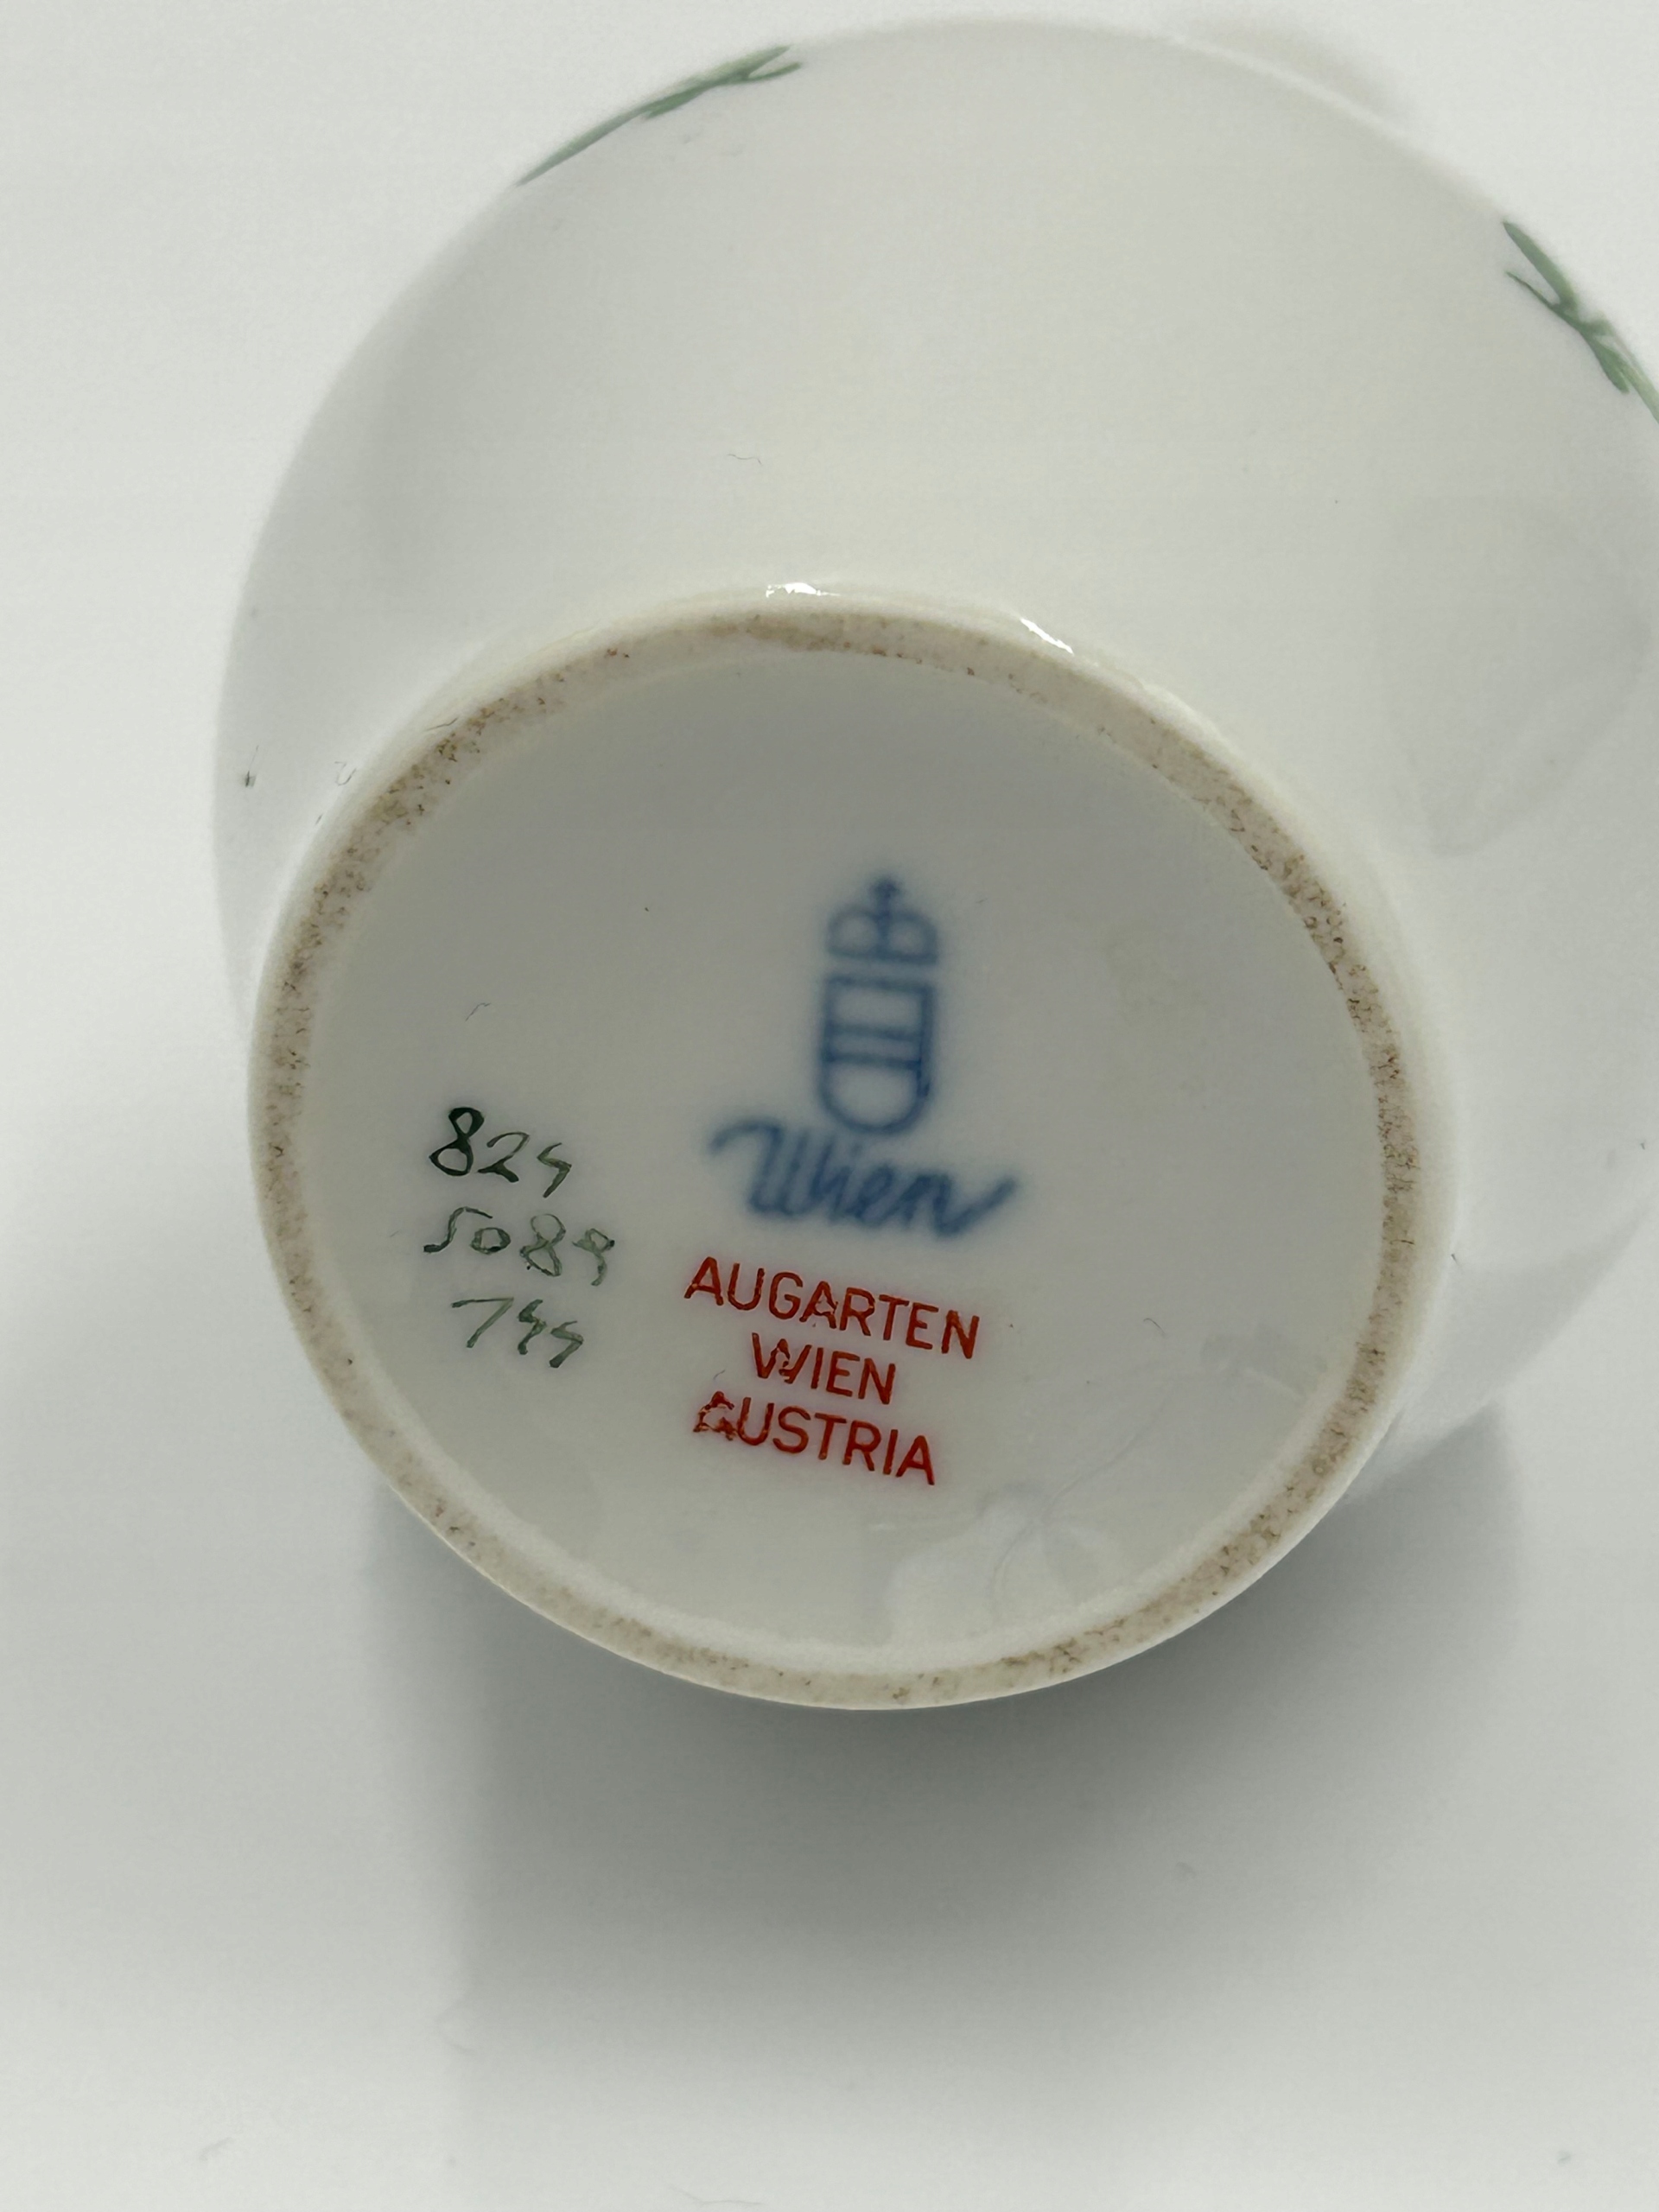 Wien
AUGARTEN
WIEN
AUSTRIA
824
5089
744